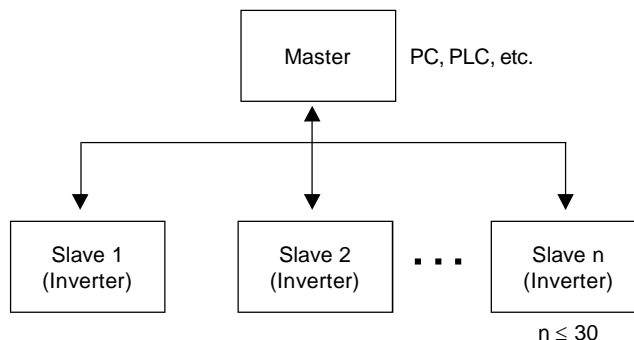 Master
PC, PLC, etc.
Slave 1
(Inverter)
Slave 2
(Inverter)
Slave n
(Inverter)
n ≤ 30